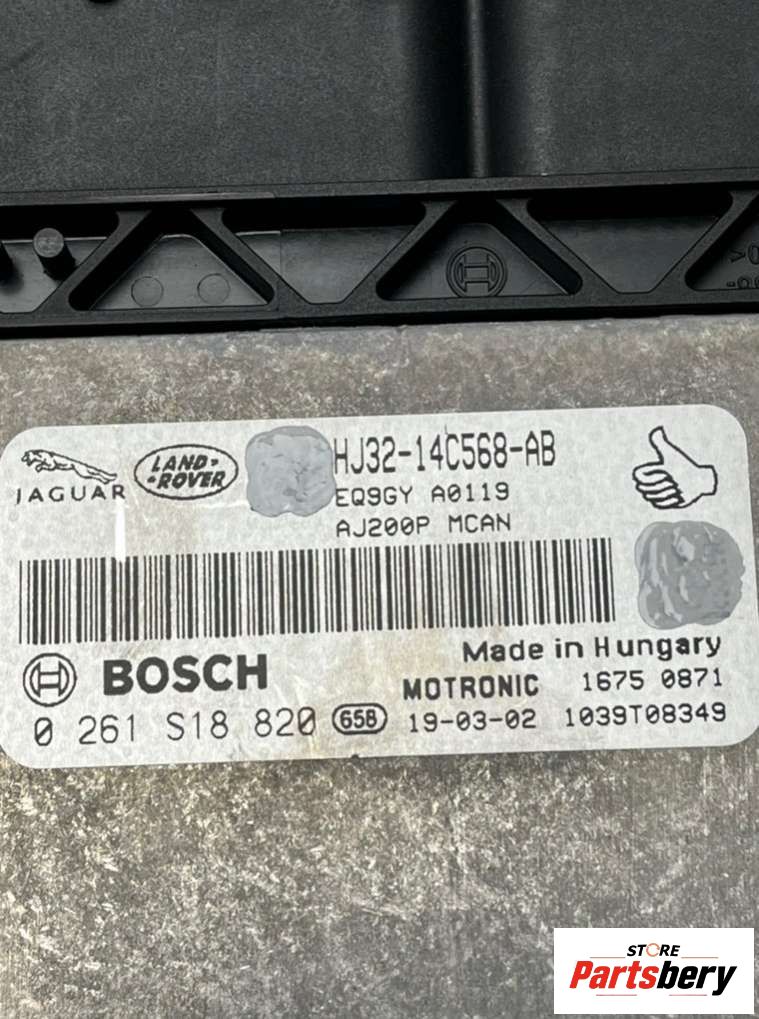 JAGUAR
LAND-
-ROVER
HJ32-14C568-AB
EQ9GY A0119
AJ200P MCAN
Made in Hungary
BOSCH
MOTRONIC 1675 0871
0 261 S18 820 658 19-03-02 1039T08349
STORE
Partsbery